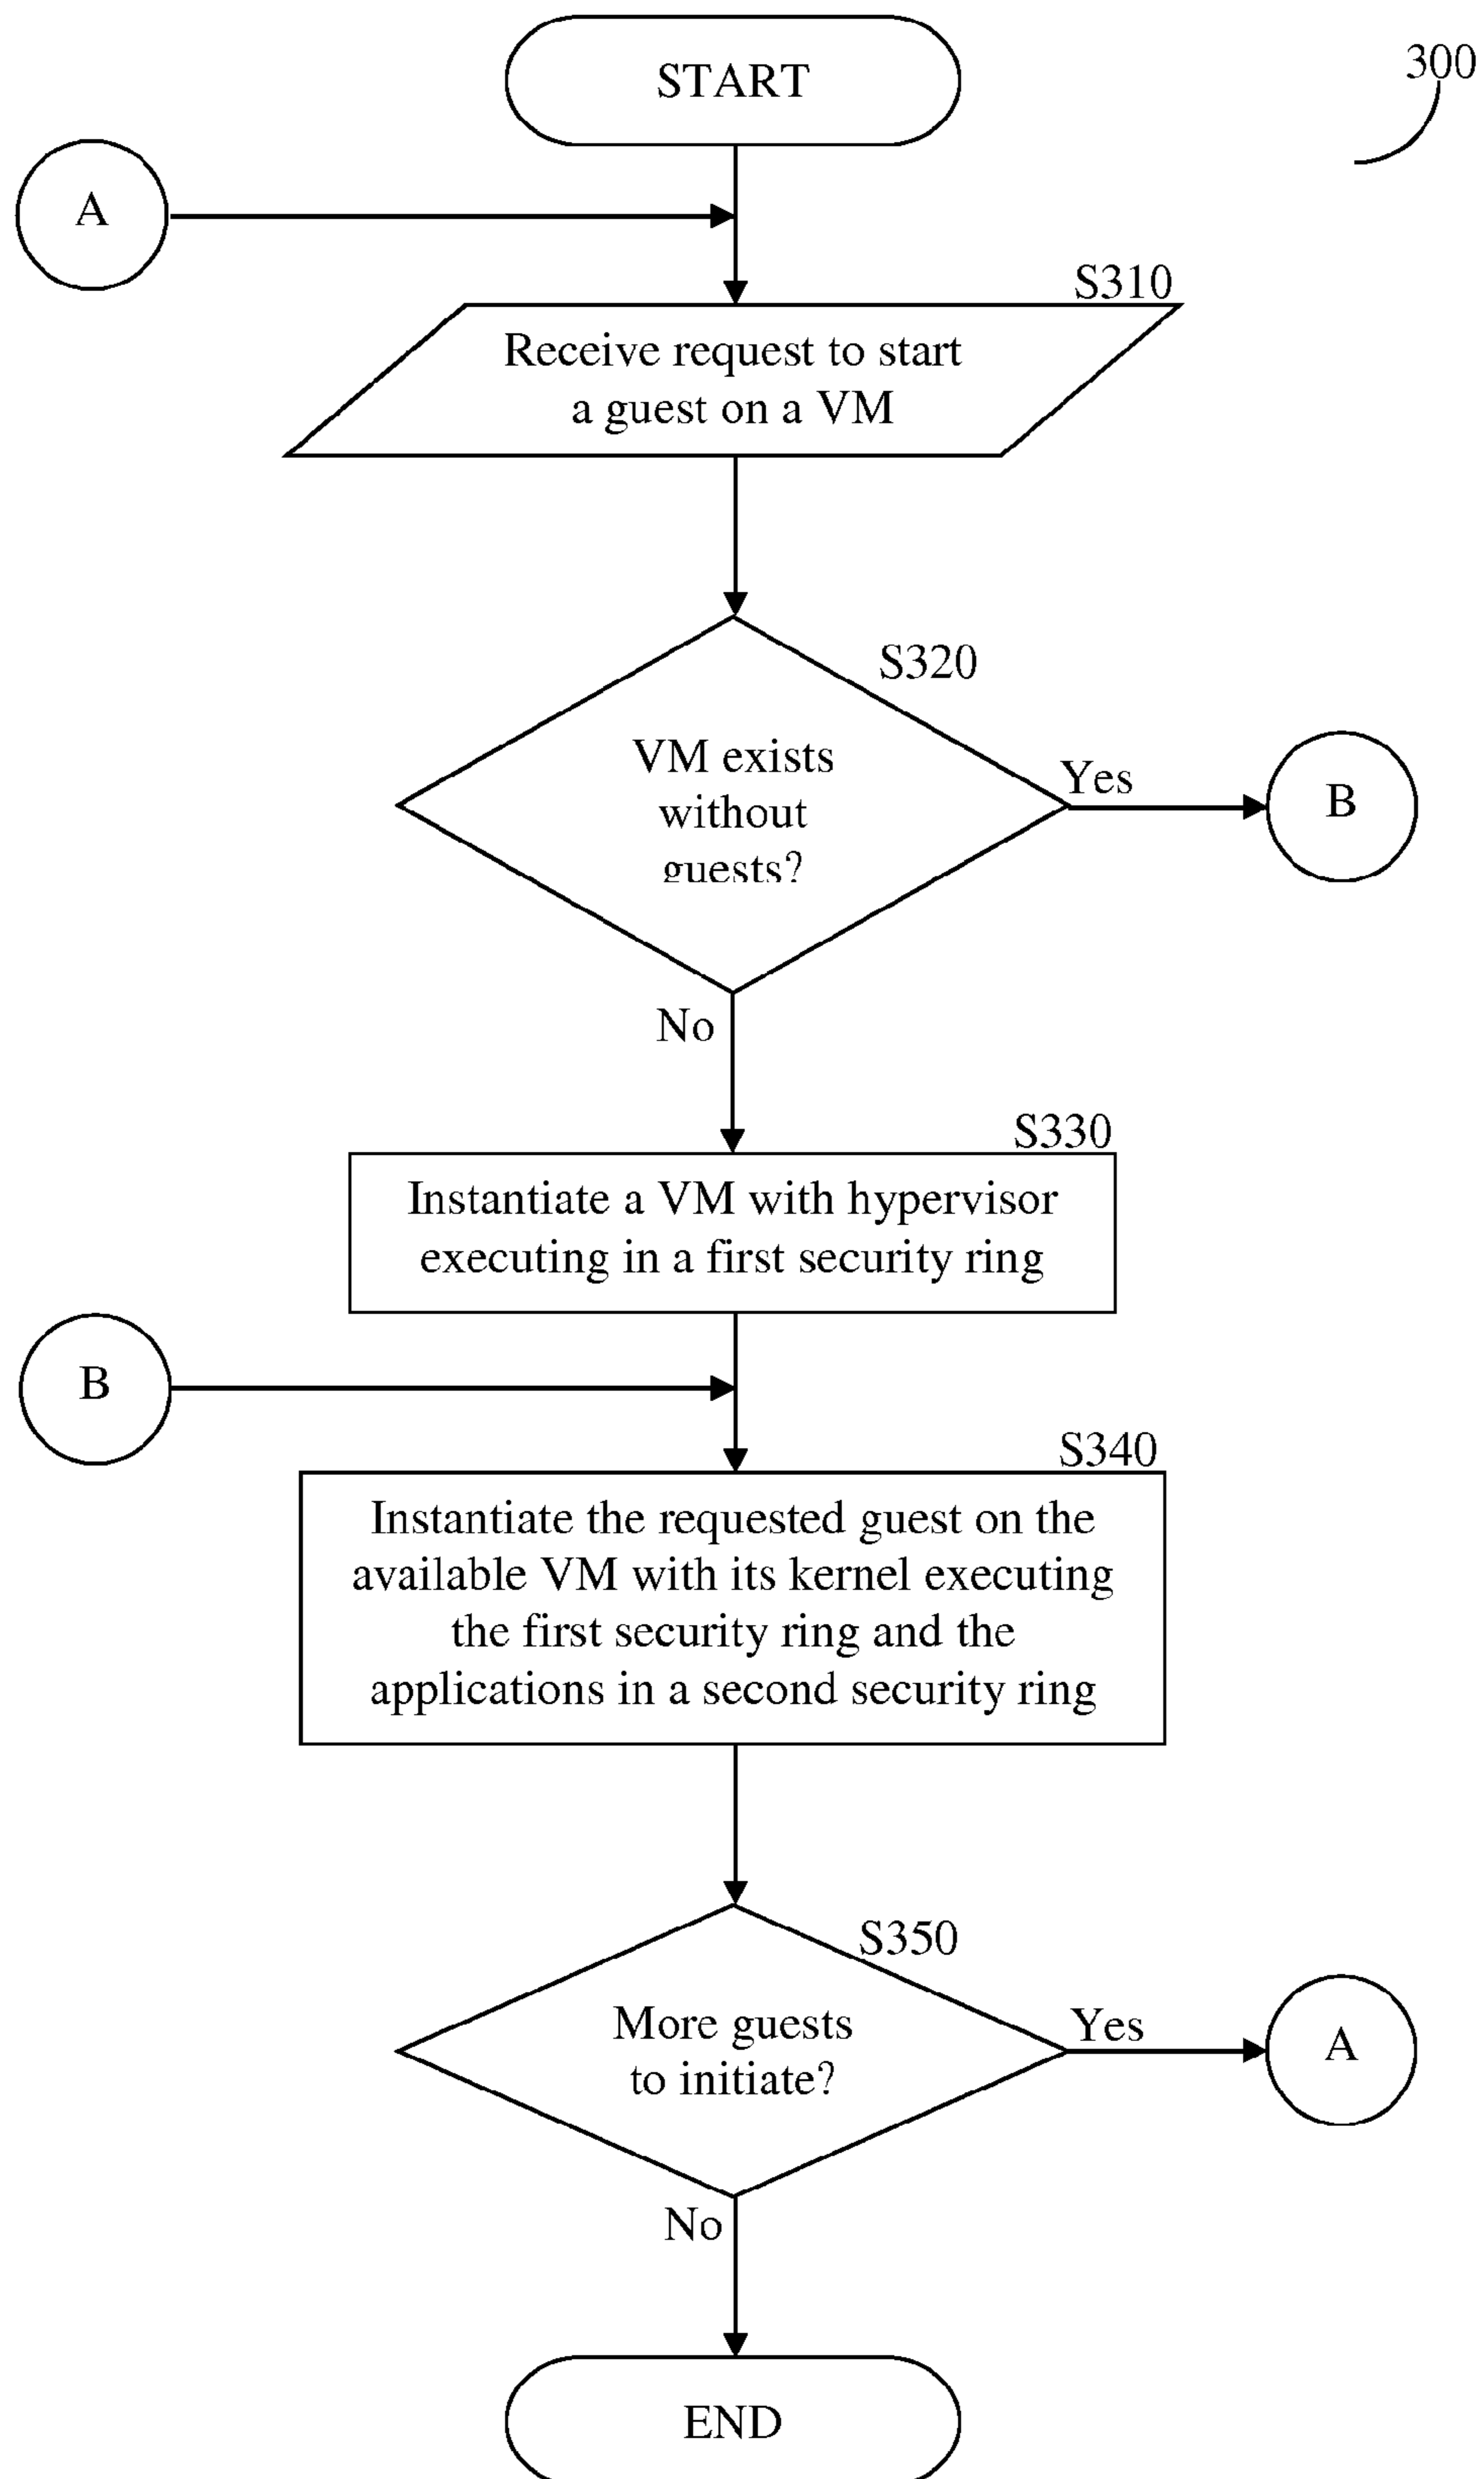 START
300
A
S310
Receive request to start
a guest on a VM
S320
VM exists
without
guests?
Yes
B
No
S330
Instantiate a VM with hypervisor
executing in a first security ring
B
S340
Instantiate the requested guest on the
available VM with its kernel executing
the first security ring and the
applications in a second security ring
S350
More guests
to initiate?
Yes
A
No
END